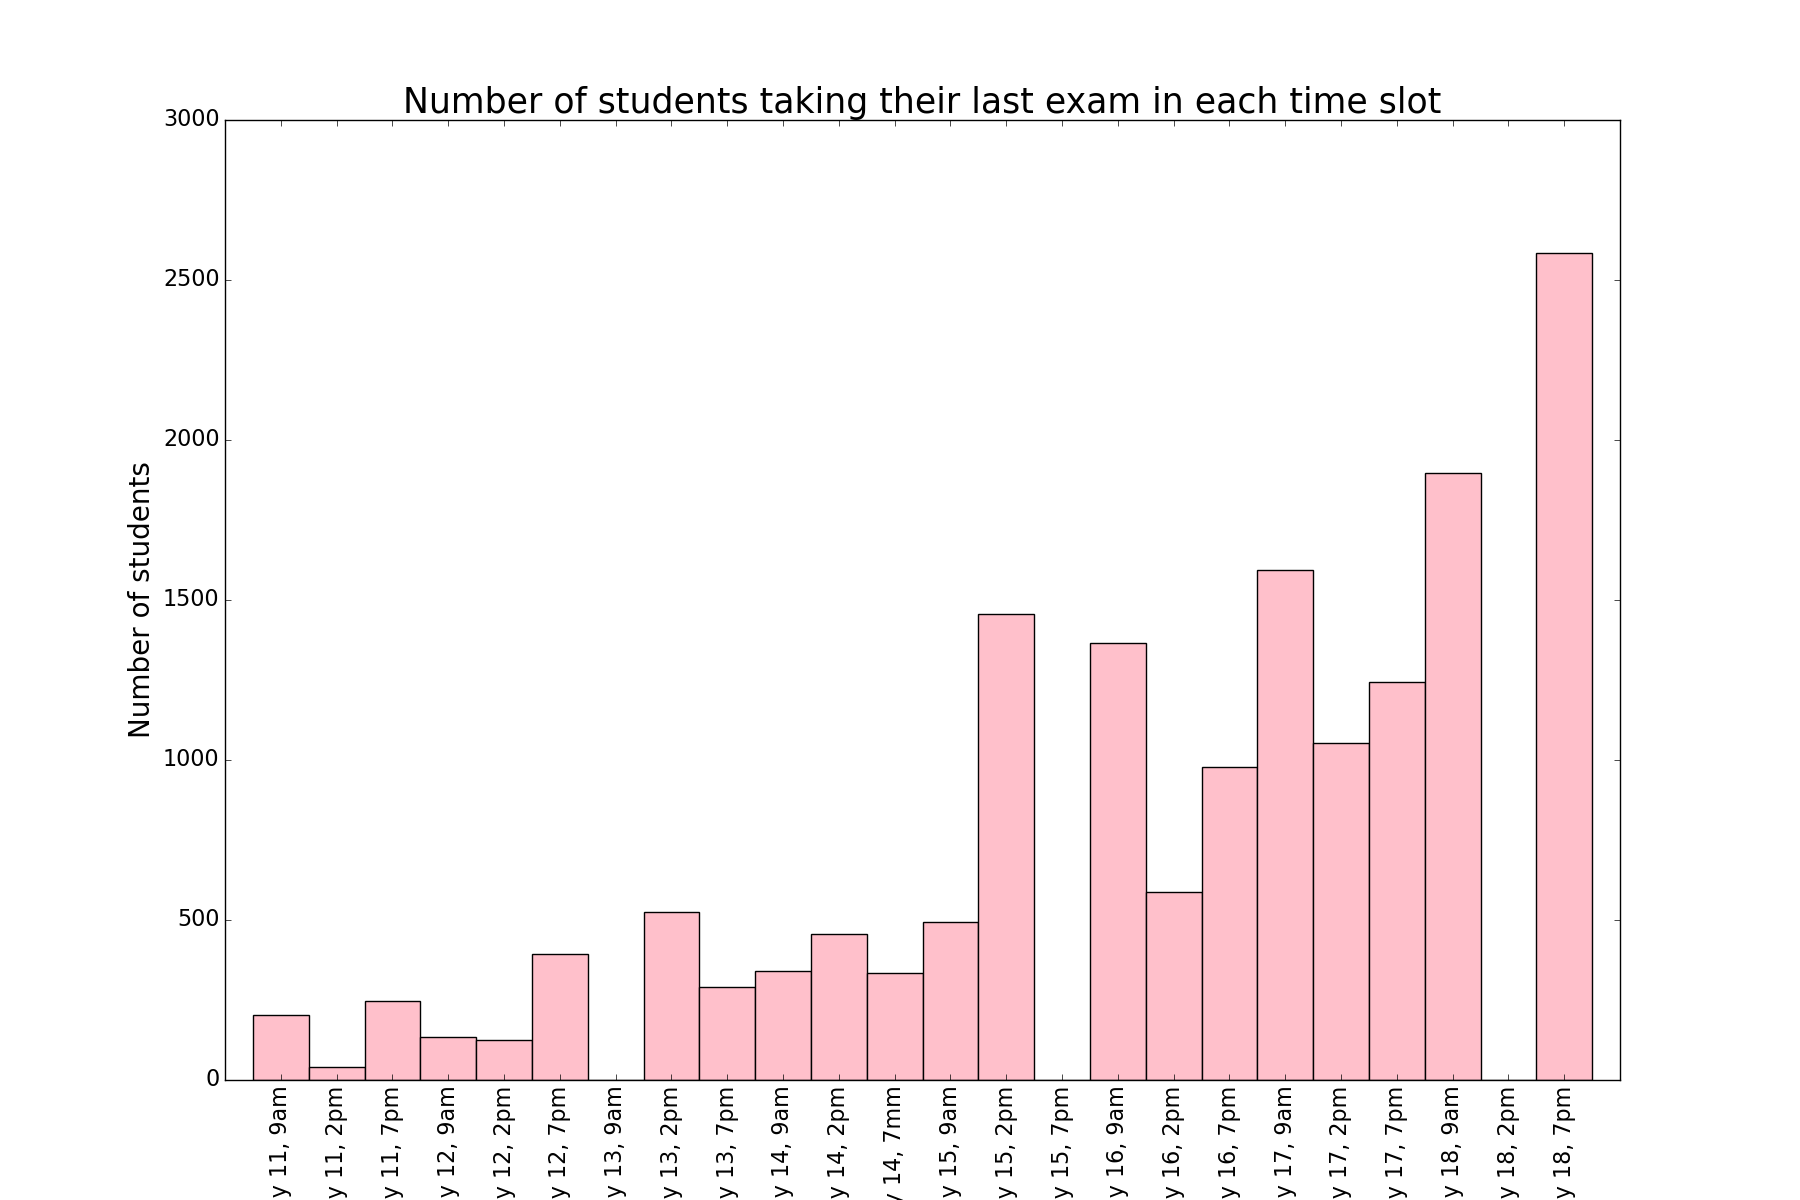 Number of students taking their last exam in each time slot
3000
2500
2000
1500
1000
500
0
Number of students
y 11, 9am
y 11, 2pm
y 11, 7pm
y 12, 9am
y 12, 2pm
y 12, 7pm
y 13, 9am
y 13, 2pm
y 13, 7pm
y 14, 9am
y 14, 2pm
y 14, 7mm
y 15, 9am
y 15, 2pm
y 15, 7pm
y 16, 9am
y 16, 2pm
y 16, 7pm
y 17, 9am
y 17, 2pm
y 17, 7pm
y 18, 9am
y 18, 2pm
y 18, 7pm